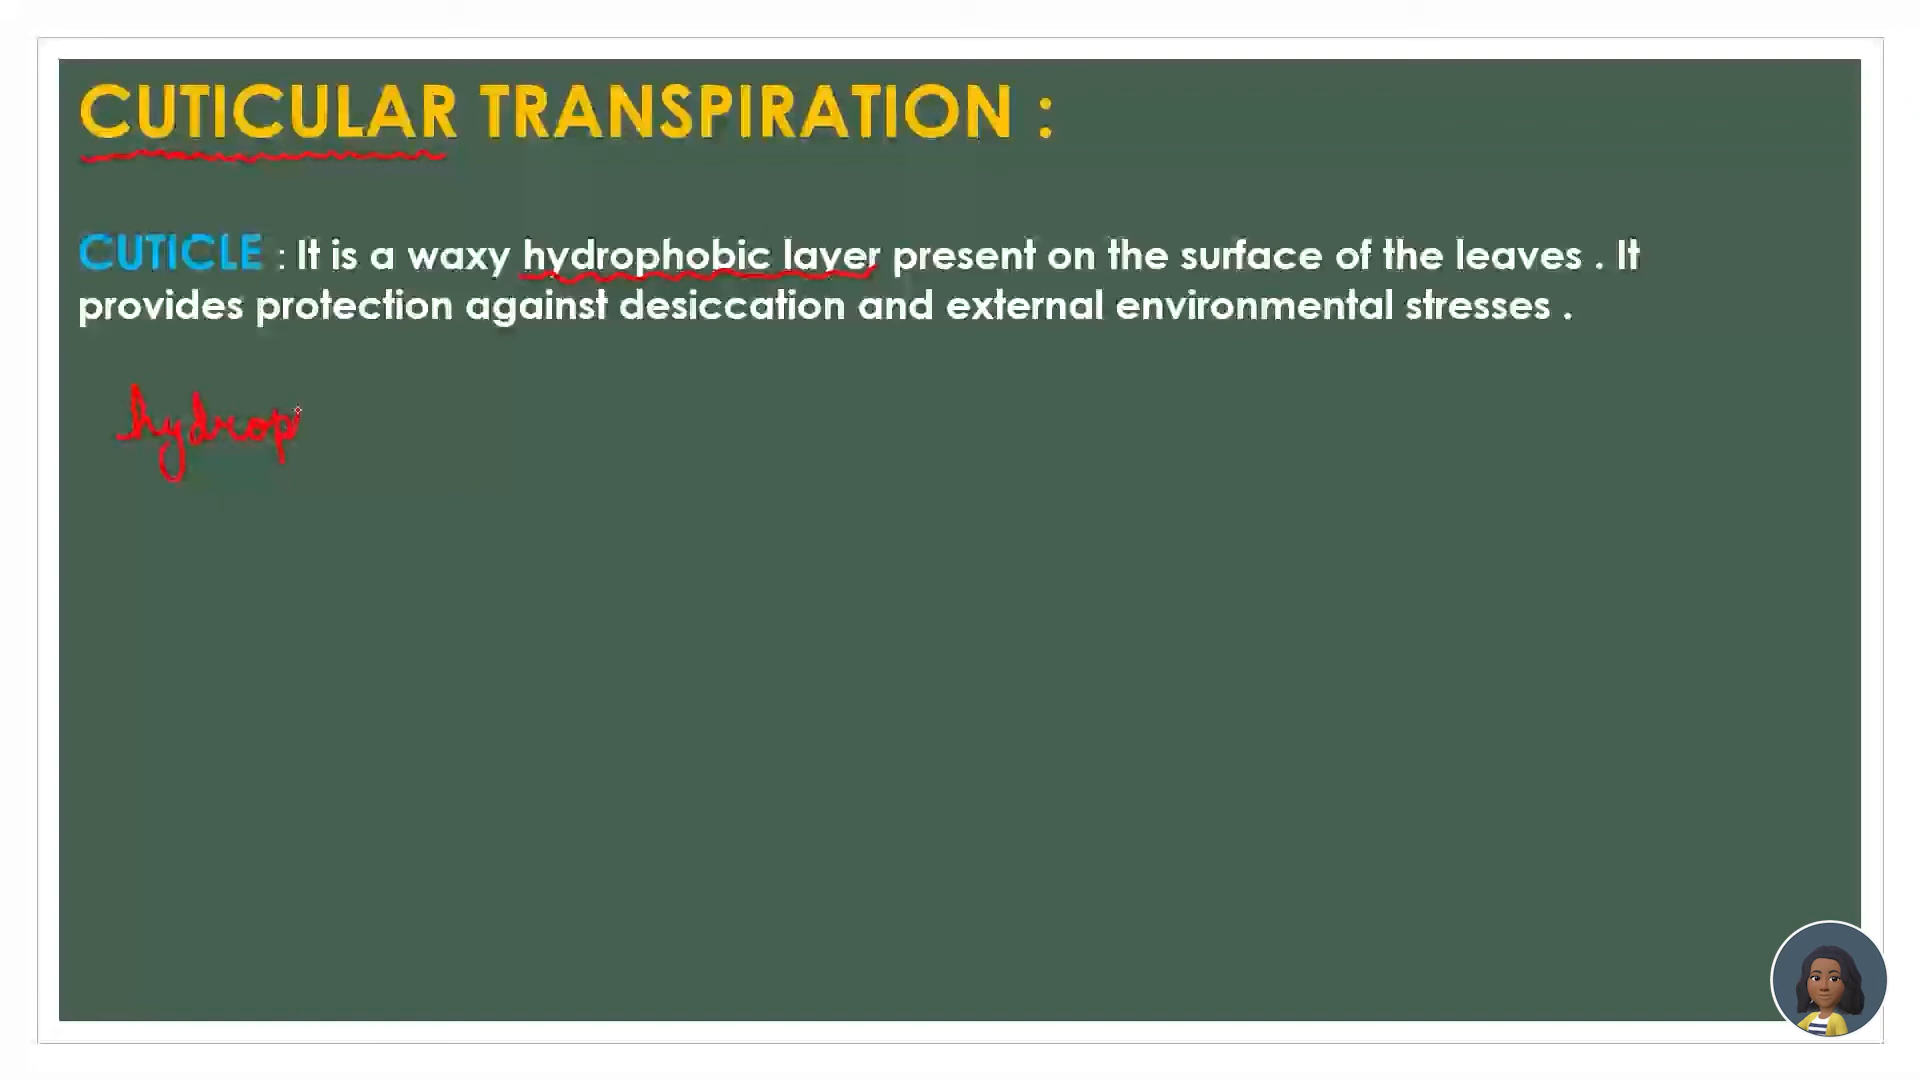 CUTICULAR TRANSPIRATION :
CUTICLE : It is a waxy hydrophobic layer present on the surface of the leaves . It
provides protection against desiccation and external environmental stresses .
hydrop